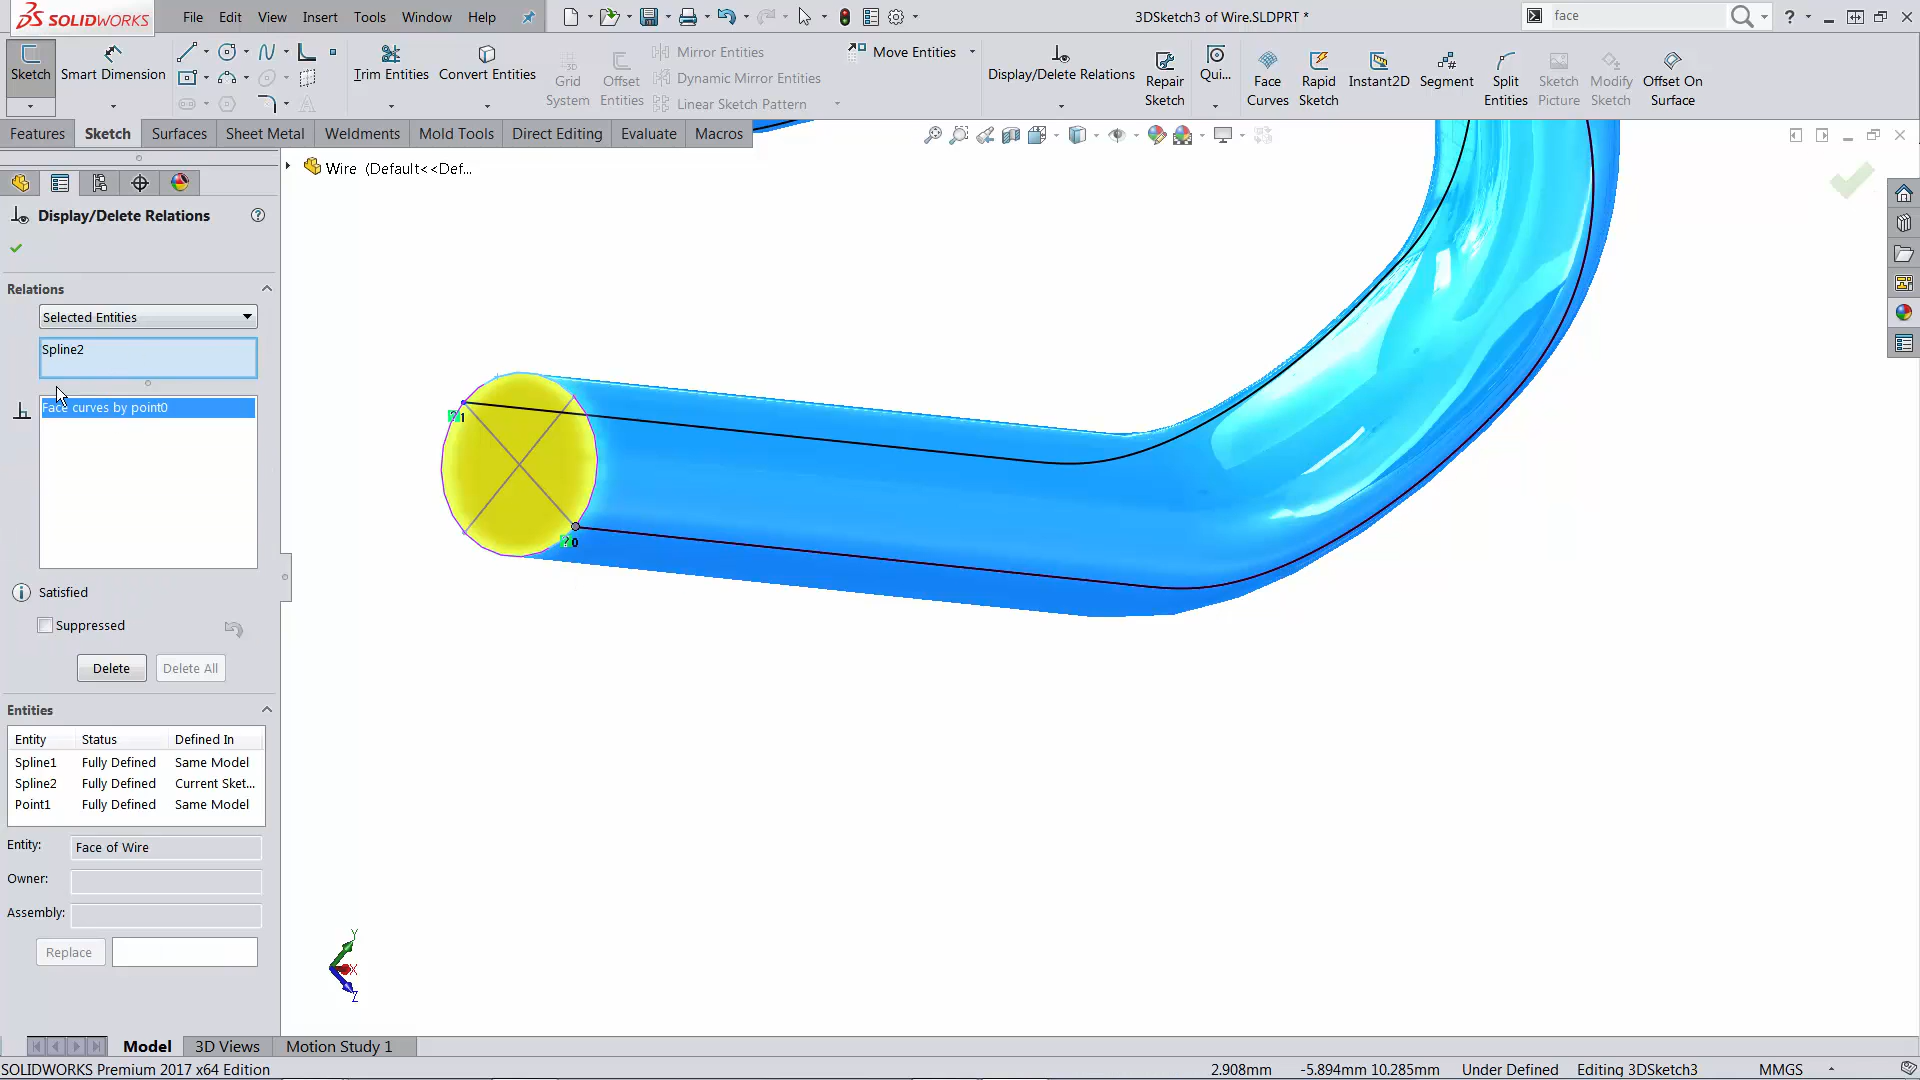 SOLIDWORKS
File Edit View Insert Tools Window Help
3DSketch3 of Wire.SLDPRT *
face
Sketch
Smart Dimension
Trim Entities
Convert Entities
Grid System
Offset Entities
Mirror Entities
Dynamic Mirror Entities
Linear Sketch Pattern
Move Entities
Display/Delete Relations
Repair Sketch
Qui...
Face Curves
Rapid Sketch
Instant2D
Segment
Split Entities
Sketch Picture
Modify Sketch
Offset On Surface
Features Sketch Surfaces Sheet Metal Weldments Mold Tools Direct Editing Evaluate Macros
Wire (Default<<Def...
Display/Delete Relations
Relations
Selected Entities
Spline2
Face curves by point0
Satisfied
Suppressed
Delete Delete All
Entities
Entity Status Defined In
Spline1 Fully Defined Same Model
Spline2 Fully Defined Current Sket...
Point1 Fully Defined Same Model
Entity: Face of Wire
Owner:
Assembly:
Replace
1
0
Y
X
Z
Model 3D Views Motion Study 1
SOLIDWORKS Premium 2017 x64 Edition
2.908mm -5.894mm 10.285mm Under Defined Editing 3DSketch3 MMGS